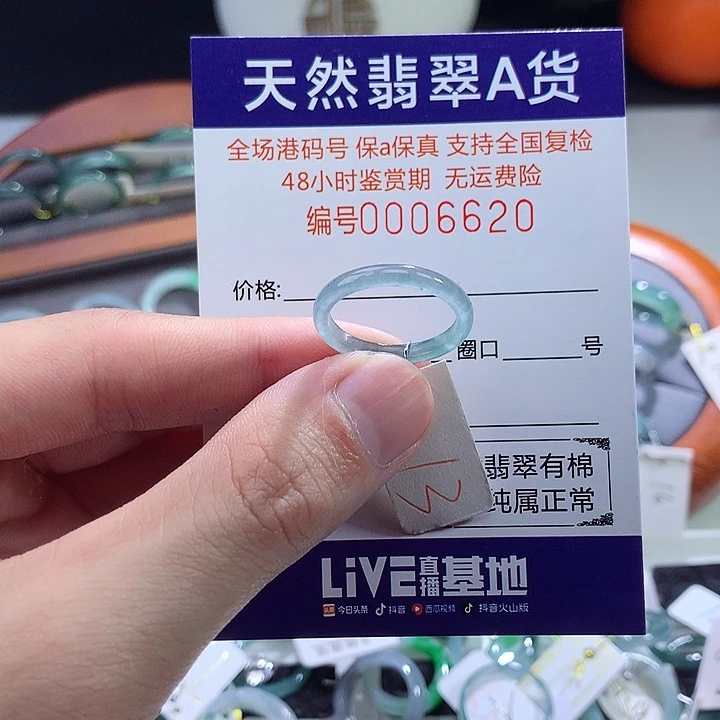 天然翡翠A货
全场港码号 保a保真 支持全国复检
48小时鉴赏期 无运费险
编号0006620
价格:
圈口 号
翡翠有棉
纯属正常
13
LiVE直播基地
头条 今日头条 抖音 西瓜视频 抖音火山版